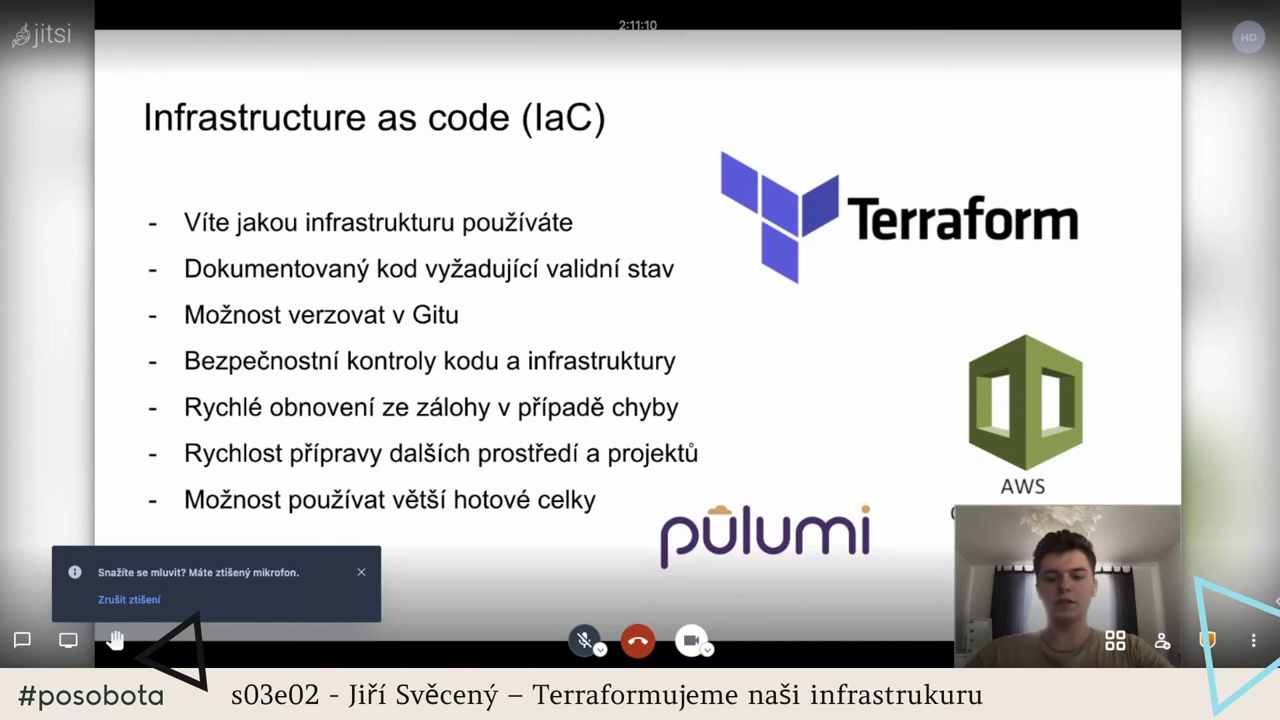 jitsi
2:11:10
HD
Infrastructure as code (IaC)
Terraform
- Víte jakou infrastrukturu používáte
- Dokumentovaný kod vyžadující validní stav
- Možnost verzovat v Gitu
- Bezpečnostní kontroly kodu a infrastruktury
- Rychlé obnovení ze zálohy v případě chyby
- Rychlost přípravy dalších prostředí a projektů
- Možnost používat větší hotové celky
AWS
pulumi
Snažíte se mluvit? Máte ztišený mikrofon.
Zrušit ztišení
#posobota
s03e02 - Jiří Svěcený – Terraformujeme naši infrastrukuru